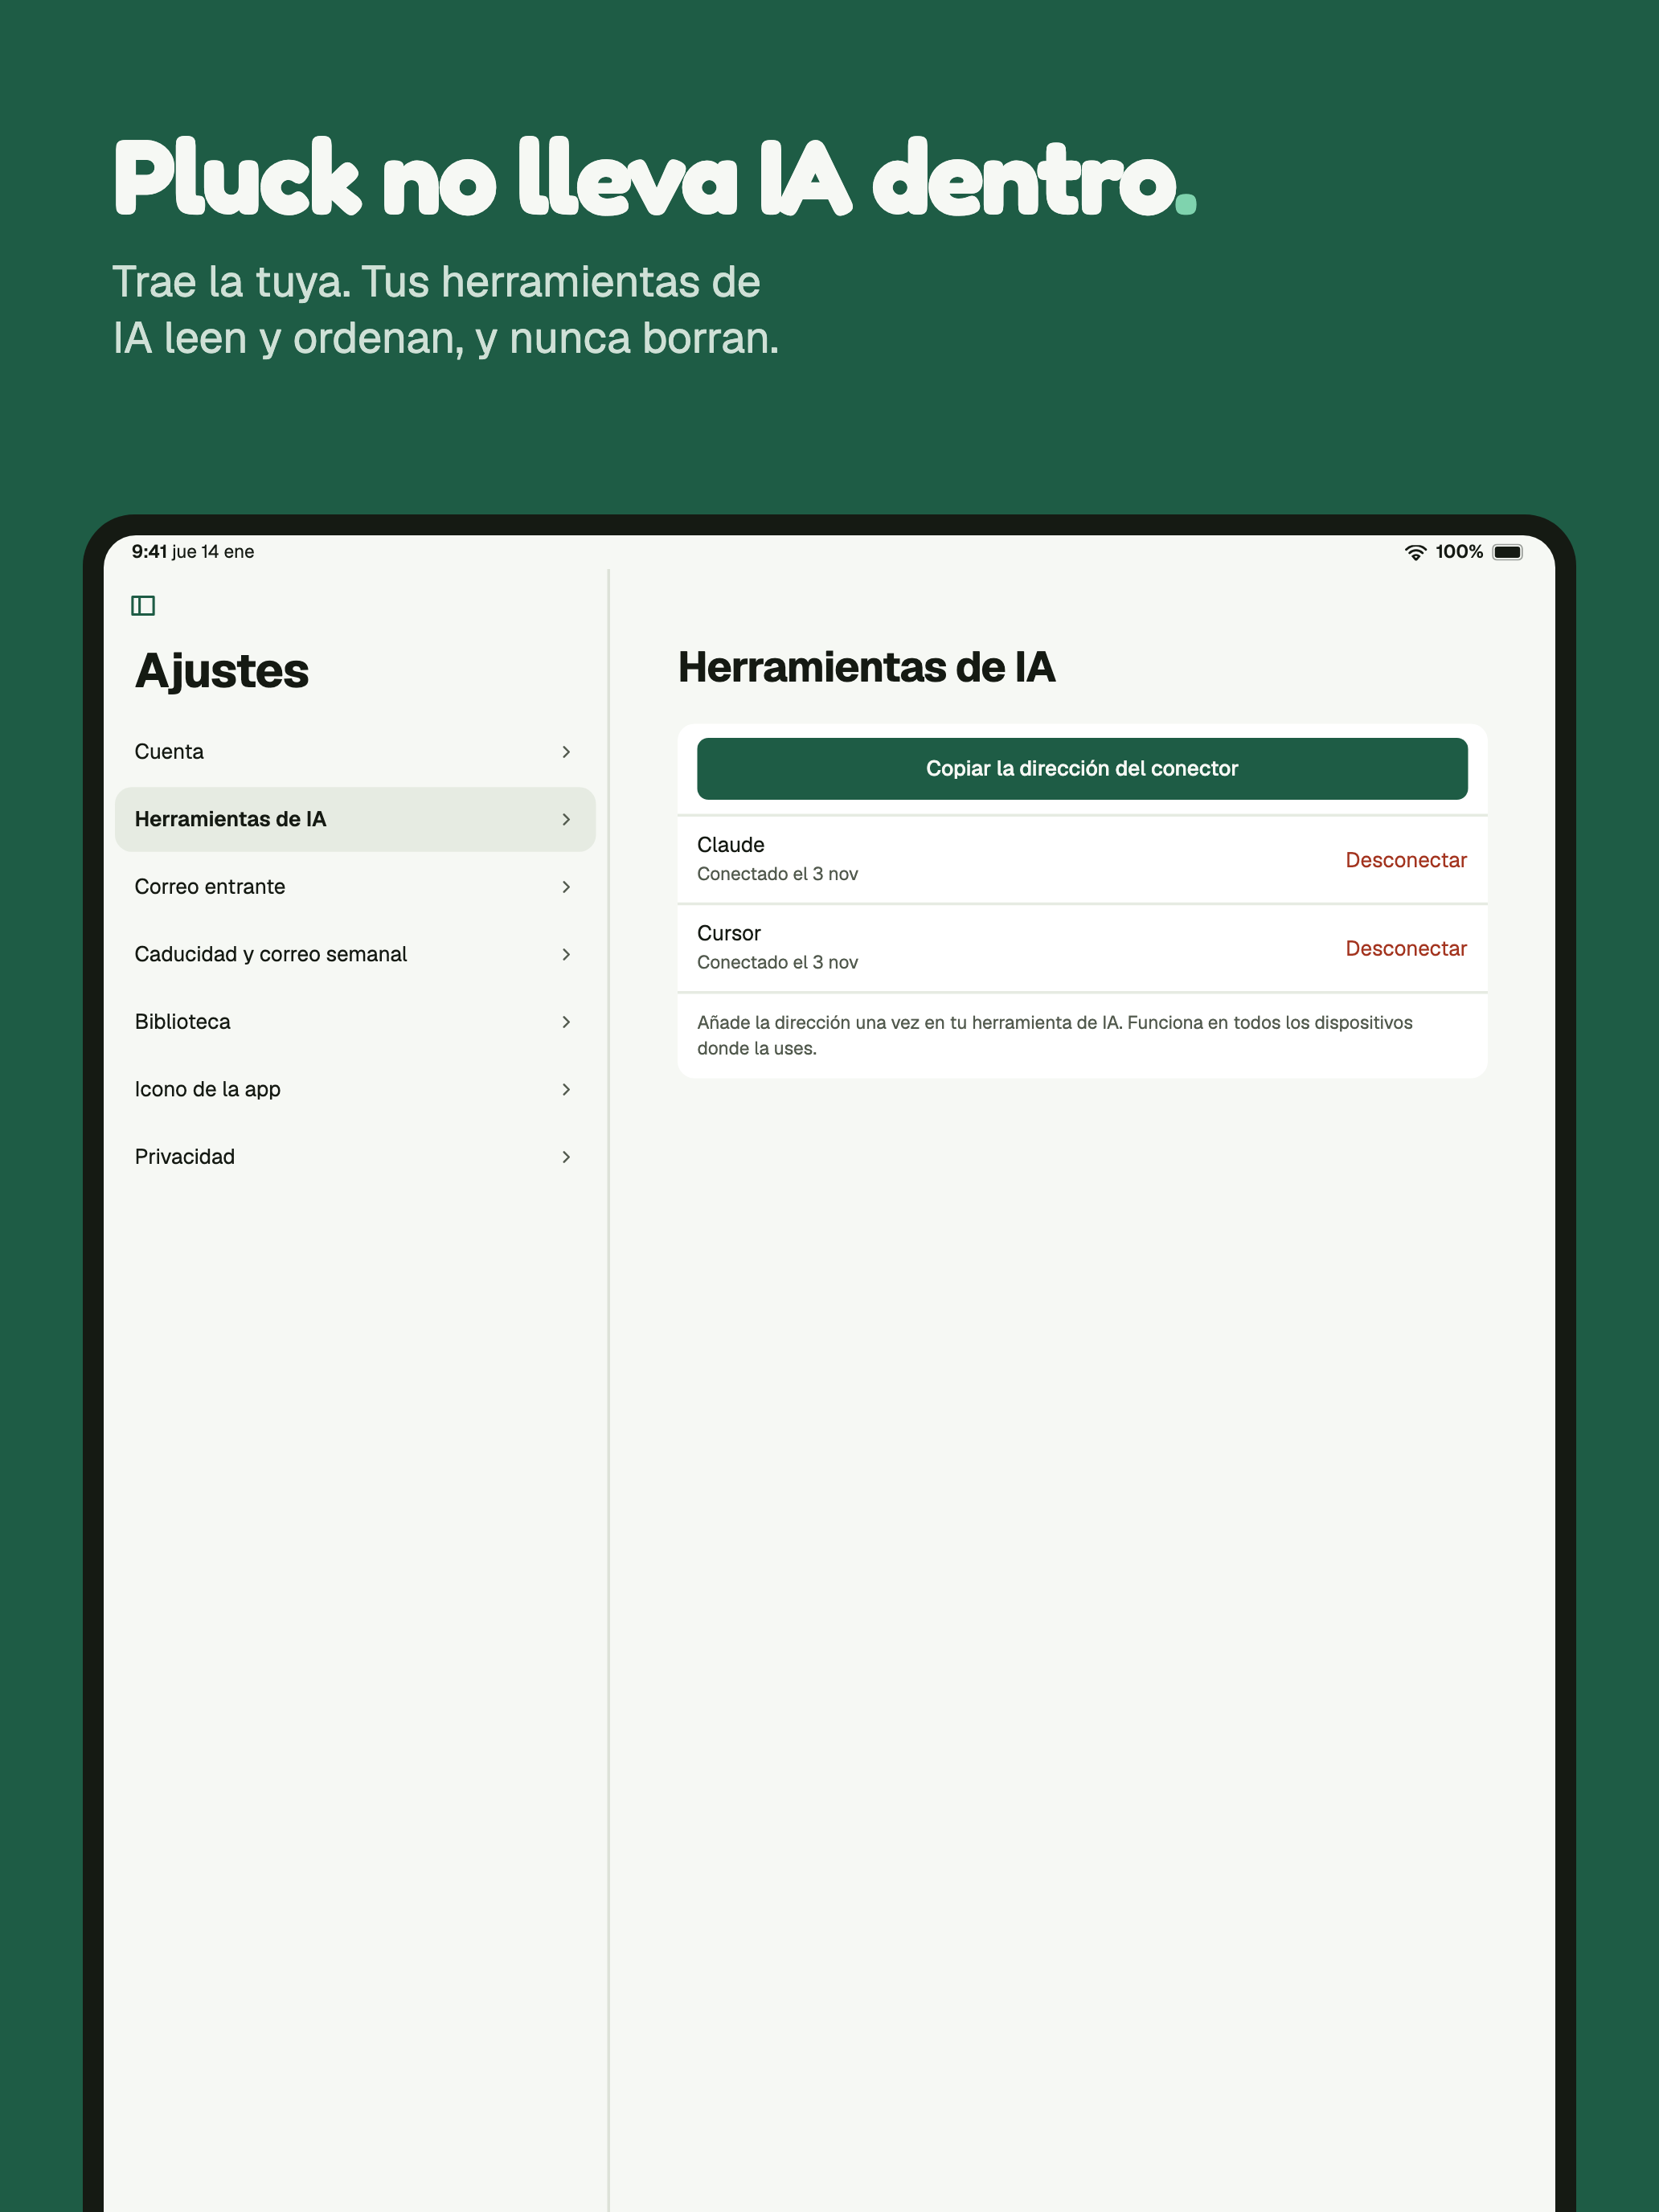 Pluck no lleva IA dentro.
Trae la tuya. Tus herramientas de
IA leen y ordenan, y nunca borran.
9:41 jue 14 ene
100%
Ajustes
Cuenta
Herramientas de IA
Correo entrante
Caducidad y correo semanal
Biblioteca
Icono de la app
Privacidad
Herramientas de IA
Copiar la dirección del conector
Claude
Conectado el 3 nov
Desconectar
Cursor
Conectado el 3 nov
Desconectar
Añade la dirección una vez en tu herramienta de IA. Funciona en todos los dispositivos
donde la uses.